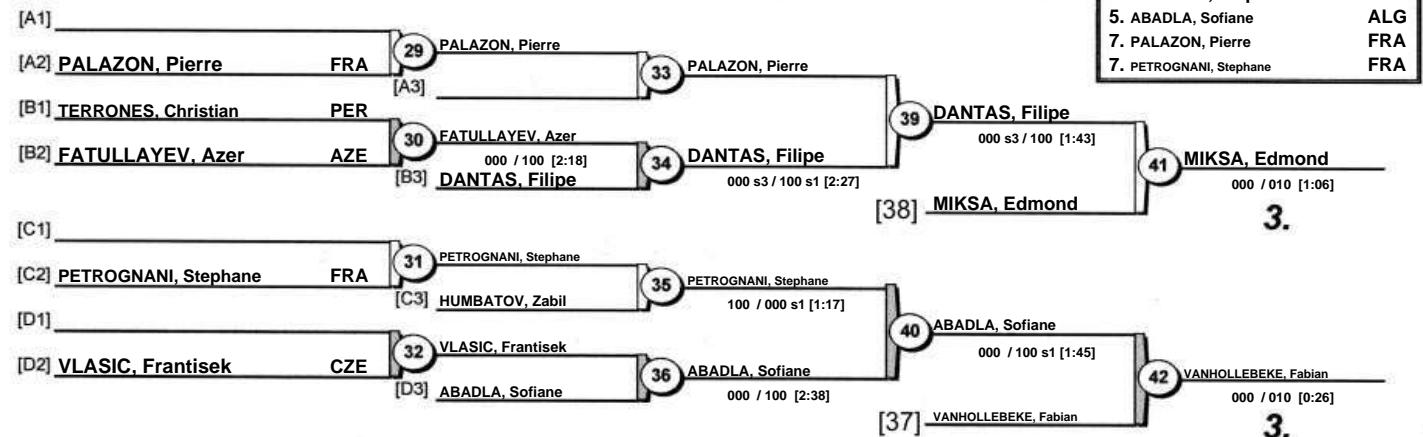 5. ABADLA, Sofiane ALG
7. PALAZON, Pierre FRA
7. PETROGNANI, Stephane FRA
[A1]
29 PALAZON, Pierre
[A2] PALAZON, Pierre FRA
33 PALAZON, Pierre
[A3]
[B1] TERRONES, Christian PER
39 DANTAS, Filipe
000 s3 / 100 [1:43]
30 FATULLAYEV, Azer
000 / 100 [2:18]
[B2] FATULLAYEV, Azer AZE
34 DANTAS, Filipe
000 s3 / 100 s1 [2:27]
41 MIKSA, Edmond
000 / 010 [1:06]
[B3] DANTAS, Filipe
[38] MIKSA, Edmond
3.
[C1]
31 PETROGNANI, Stephane
[C2] PETROGNANI, Stephane FRA
35 PETROGNANI, Stephane
100 / 000 s1 [1:17]
[C3] HUMBATOV, Zabil
[D1]
40 ABADLA, Sofiane
000 / 100 s1 [1:45]
32 VLASIC, Frantisek
[D2] VLASIC, Frantisek CZE
36 ABADLA, Sofiane
000 / 100 [2:38]
42 VANHOLLEBEKE, Fabian
000 / 010 [0:26]
[D3] ABADLA, Sofiane
[37] VANHOLLEBEKE, Fabian
3.